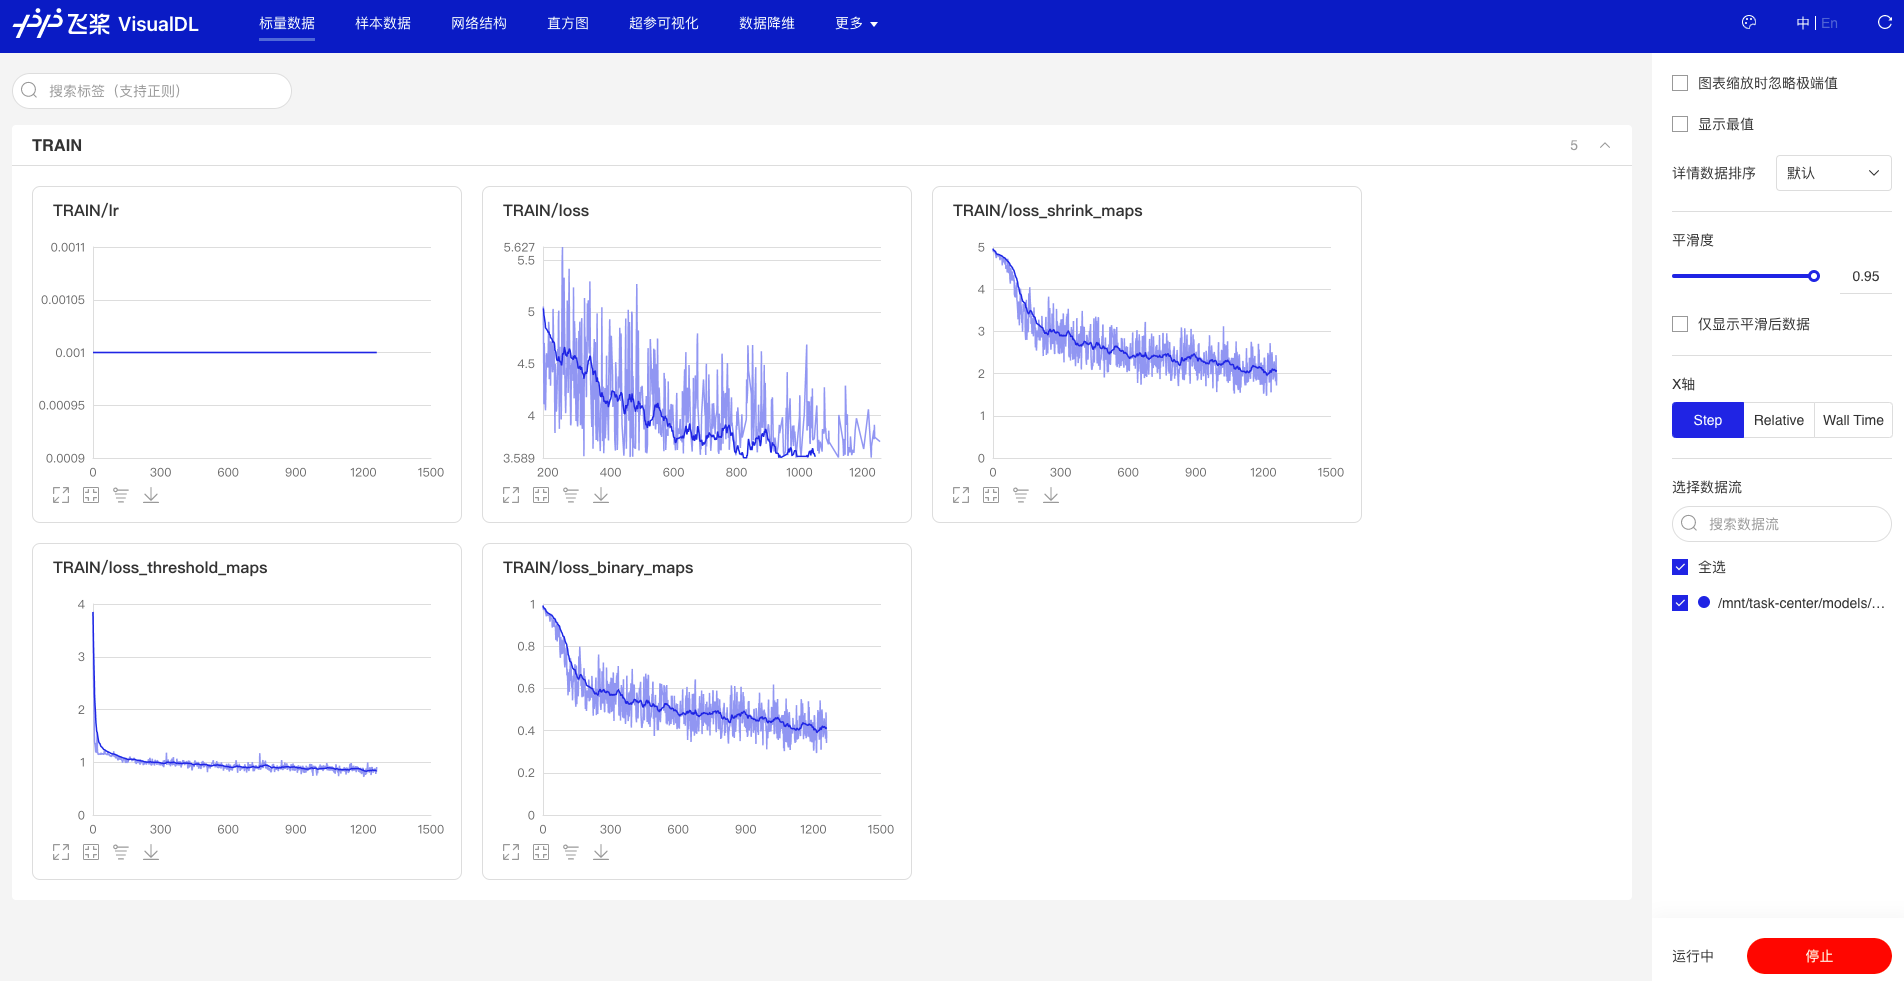 飞桨 VisualDL
标量数据 样本数据 网络结构 直方图 超参可视化 数据降维 更多
中 | En
搜索标签（支持正则）
TRAIN
5
TRAIN/lr
0.0011
0.00105
0.001
0.00095
0.0009
0 300 600 900 1200 1500
TRAIN/loss
5.627
5.5
5
4.5
4
3.589
200 400 600 800 1000 1200
TRAIN/loss_shrink_maps
5
4
3
2
1
0
0 300 600 900 1200 1500
TRAIN/loss_threshold_maps
4
3
2
1
0
0 300 600 900 1200 1500
TRAIN/loss_binary_maps
1
0.8
0.6
0.4
0.2
0
0 300 600 900 1200 1500
图表缩放时忽略极端值
显示最值
详情数据排序 默认
平滑度
0.95
仅显示平滑后数据
X轴
Step Relative Wall Time
选择数据流
搜索数据流
全选
/mnt/task-center/models/...
运行中 停止